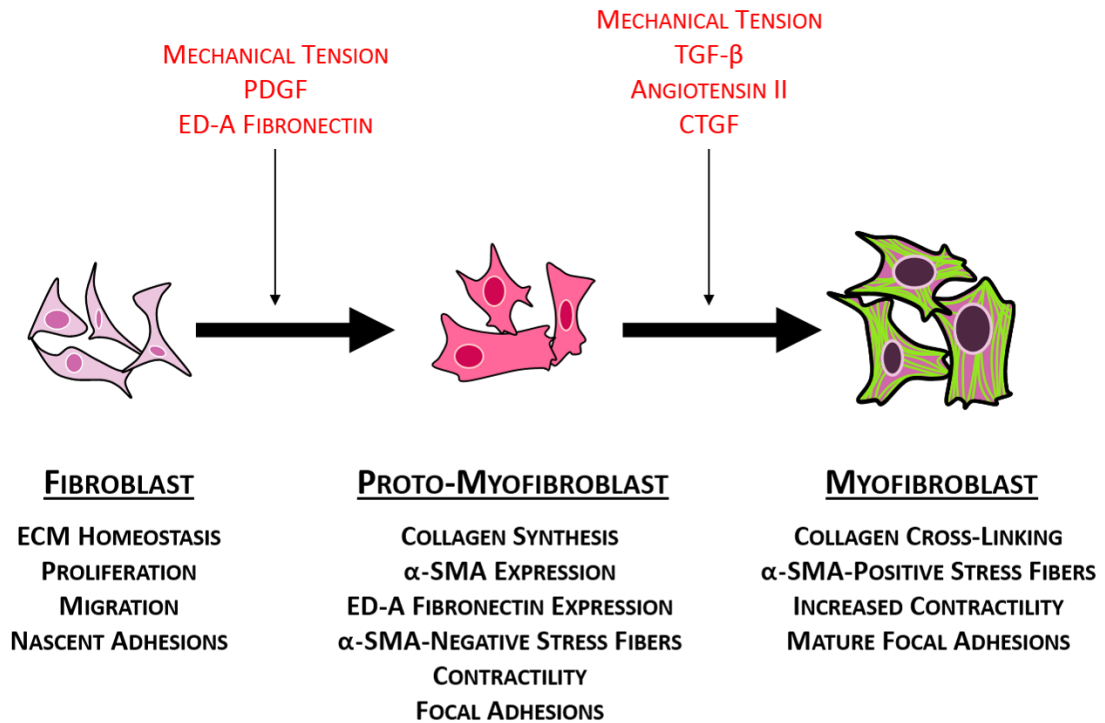 Mechanical Tension
PDGF
ED-A Fibronectin
Mechanical Tension
TGF-β
Angiotensin II
CTGF
Fibroblast
ECM Homeostasis
Proliferation
Migration
Nascent Adhesions
Proto-Myofibroblast
Collagen Synthesis
α-SMA Expression
ED-A Fibronectin Expression
α-SMA-Negative Stress Fibers
Contractility
Focal Adhesions
Myofibroblast
Collagen Cross-Linking
α-SMA-Positive Stress Fibers
Increased Contractility
Mature Focal Adhesions